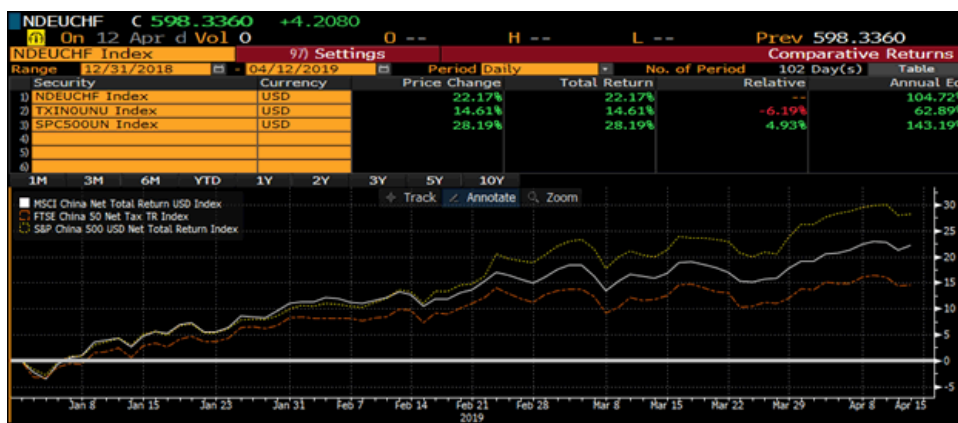 NDEUCHF C 598.3360 +4.2080
On 12 Apr d Vol 0 O -- H -- L -- Prev 598.3360
NDEUCHF Index 97) Settings Comparative Returns
Range 12/31/2018 - 04/12/2019 Period Daily No. of Period 102 Day(s) Table
Security Currency Price Change Total Return Relative Annual Eq
1) NDEUCHF Index USD 22.17% 22.17% -- 104.72%
2) TXIN0UNU Index USD 14.61% 14.61% -6.19% 62.89%
3) SPC500UN Index USD 28.19% 28.19% 4.93% 143.19%
4)
5)
6)
1M 3M 6M YTD 1Y 2Y 3Y 5Y 10Y
Track Annotate Zoom
MSCI China Net Total Return USD Index
FTSE China 50 Net Tax TR Index
S&P China 500 USD Net Total Return Index
30
25
20
15
10
5
0
-5
Jan 8 Jan 15 Jan 23 Jan 31 Feb 7 Feb 14 Feb 21 Feb 28 Mar 8 Mar 15 Mar 22 Mar 29 Apr 8 Apr 15
2019